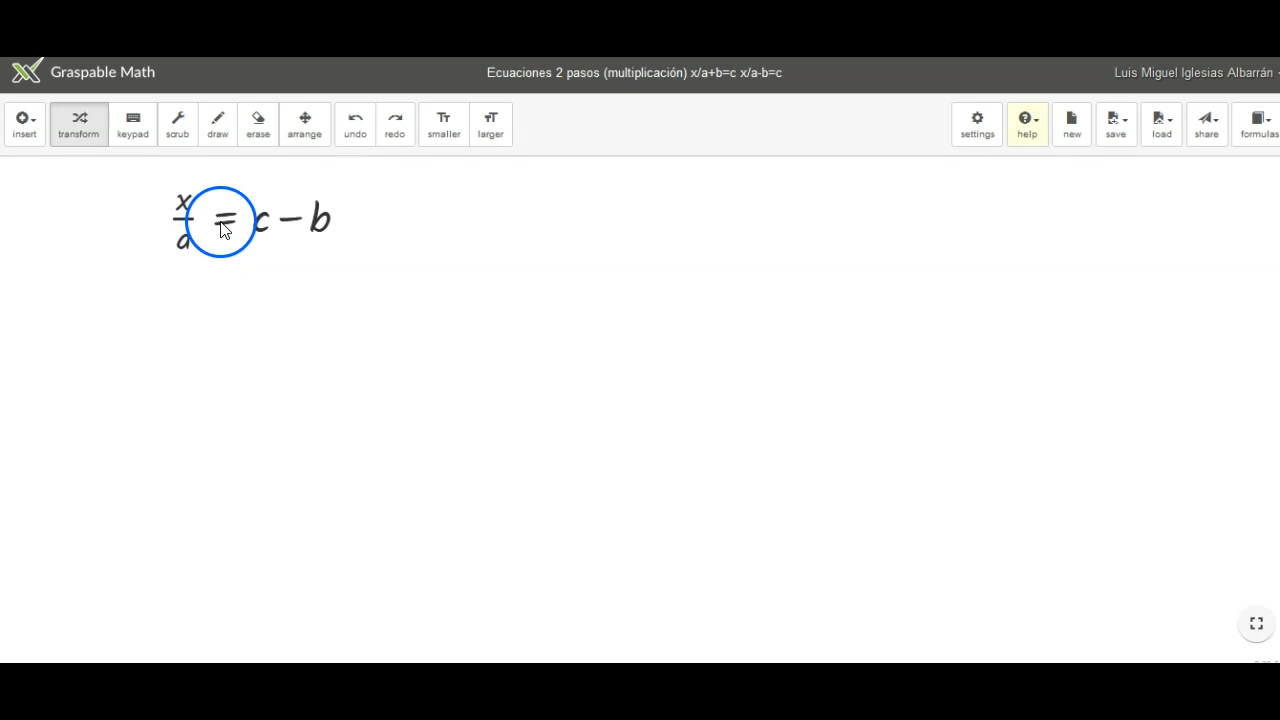 Graspable Math
Ecuaciones 2 pasos (multiplicación) x/a+b=c x/a-b=c
Luis Miguel Iglesias Albarrán
insert
transform
keypad
scrub
draw
erase
arrange
undo
redo
smaller
larger
settings
help
new
save
load
share
formulas
x/a = c − b